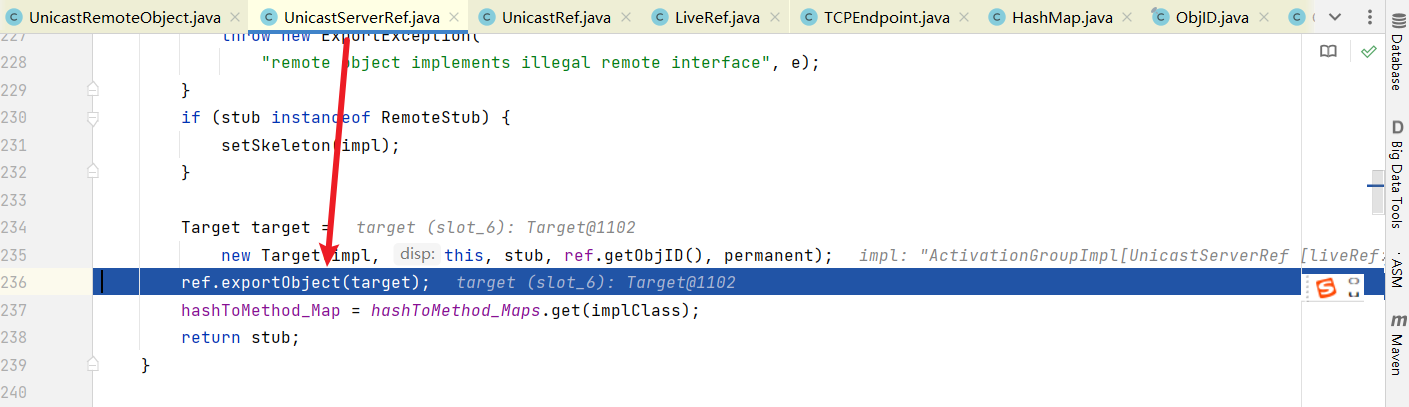 UnicastRemoteObject.java × UnicastServerRef.java × UnicastRef.java × LiveRef.java × TCPEndpoint.java × HashMap.java × ObjID.java ×
227 throw new ExportException(
228 "remote object implements illegal remote interface", e);
229 }
230 if (stub instanceof RemoteStub) {
231 setSkeleton(impl);
232 }
233
234 Target target = target (slot_6): Target@1102
235 new Target(impl, disp: this, stub, ref.getObjID(), permanent); impl: "ActivationGroupImpl[UnicastServerRef [liveRef:
236 ref.exportObject(target); target (slot_6): Target@1102
237 hashToMethod_Map = hashToMethod_Maps.get(implClass);
238 return stub;
239 }
240
Database
D Big Data Tools
ASM
m Maven